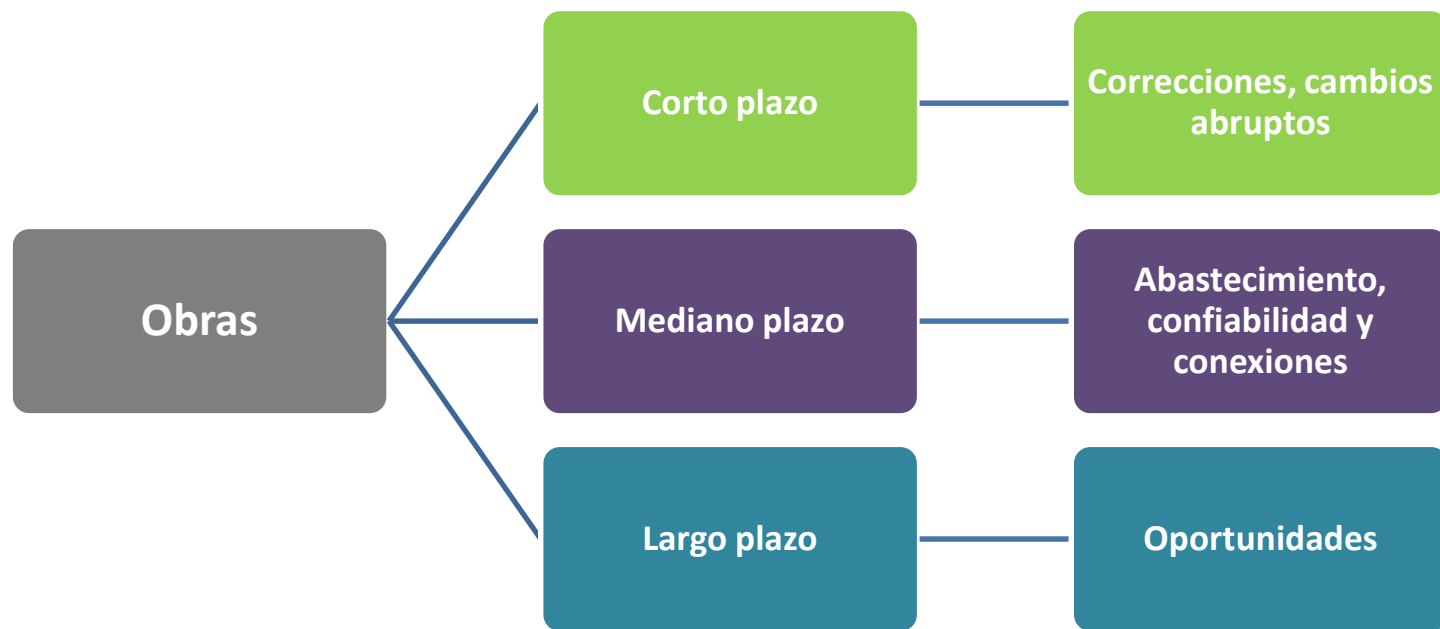 Obras
Corto plazo
Correcciones, cambios
abruptos
Mediano plazo
Abastecimiento,
confiabilidad y
conexiones
Largo plazo
Oportunidades